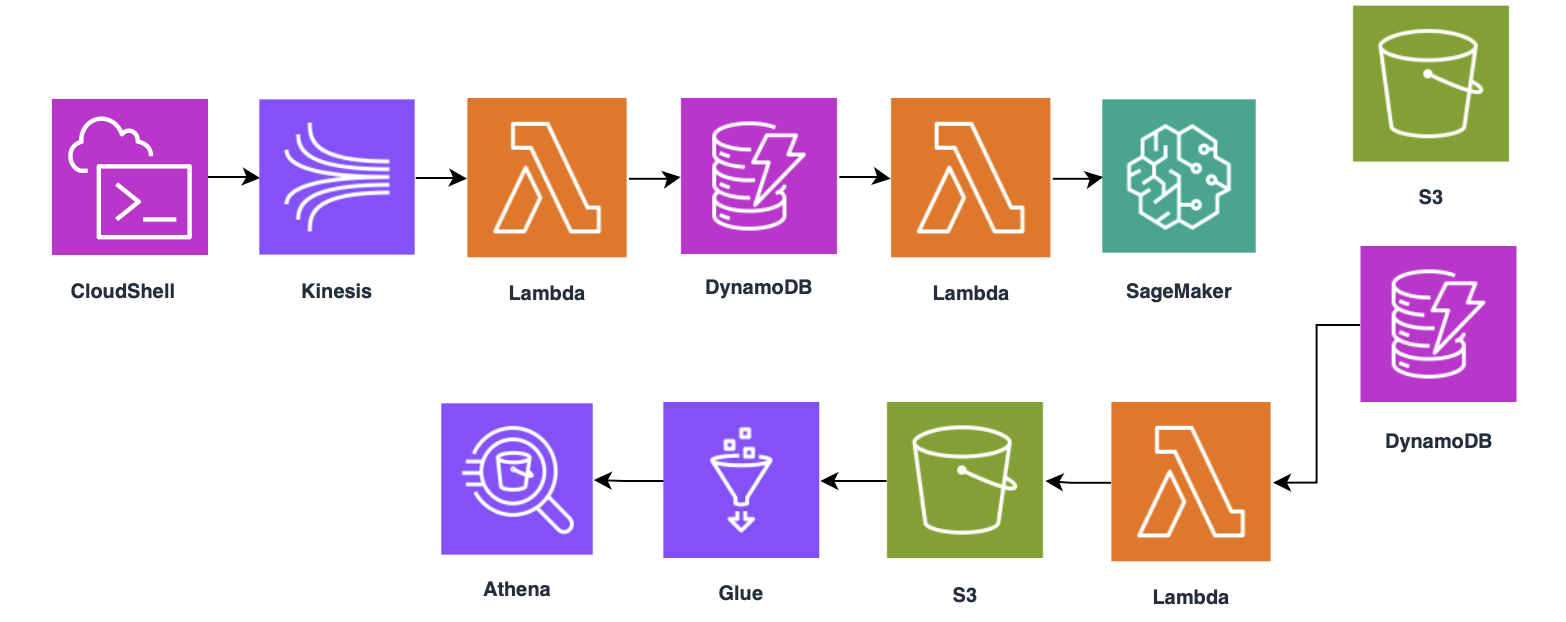 S3
CloudShell
Kinesis
Lambda
DynamoDB
Lambda
SageMaker
DynamoDB
Athena
Glue
S3
Lambda